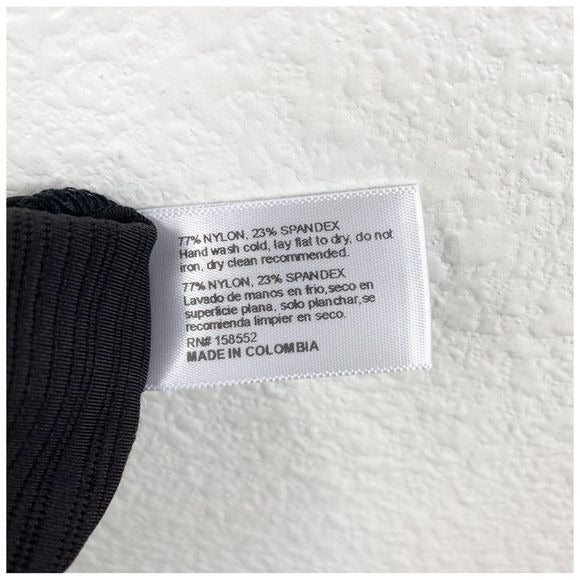 77% NYLON, 23% SPANDEX
Hand wash cold, lay flat to dry, do not
iron, dry clean recommended.
77% NYLON, 23% SPANDEX
Lavado de manos en frio,seco en
superficie plana, solo planchar,se
recomienda limpier en seco.
RN# 158552
MADE IN COLOMBIA